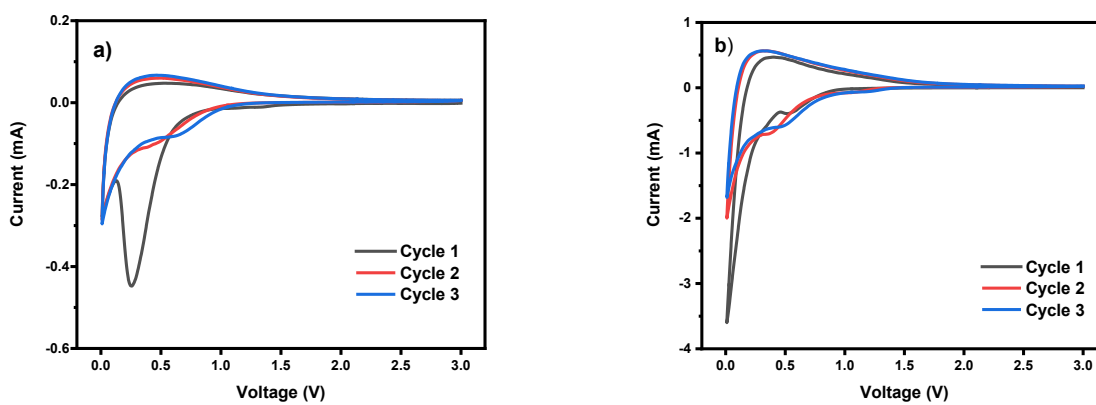 a)
0.2
0.0
-0.2
-0.4
-0.6
Current (mA)
0.0 0.5 1.0 1.5 2.0 2.5 3.0
Voltage (V)
Cycle 1
Cycle 2
Cycle 3
b)
1
0
-1
-2
-3
-4
Current (mA)
0.0 0.5 1.0 1.5 2.0 2.5 3.0
Voltage (V)
Cycle 1
Cycle 2
Cycle 3